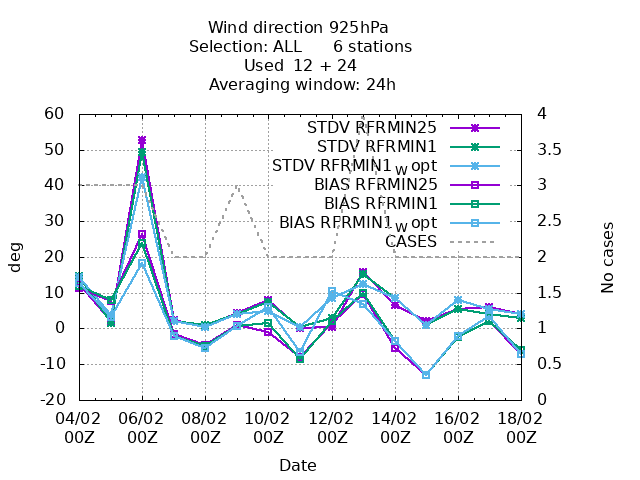 Wind direction 925hPa
Selection: ALL 6 stations
Used 12 + 24
Averaging window: 24h
STDV RFRMIN25
STDV RFRMIN1
STDV RFRMIN1_w opt
BIAS RFRMIN25
BIAS RFRMIN1
BIAS RFRMIN1_w opt
CASES
60
50
40
30
20
10
0
-10
-20
deg
4
3.5
3
2.5
2
1.5
1
0.5
0
No cases
04/02 06/02 08/02 10/02 12/02 14/02 16/02 18/02
00Z 00Z 00Z 00Z 00Z 00Z 00Z 00Z
Date